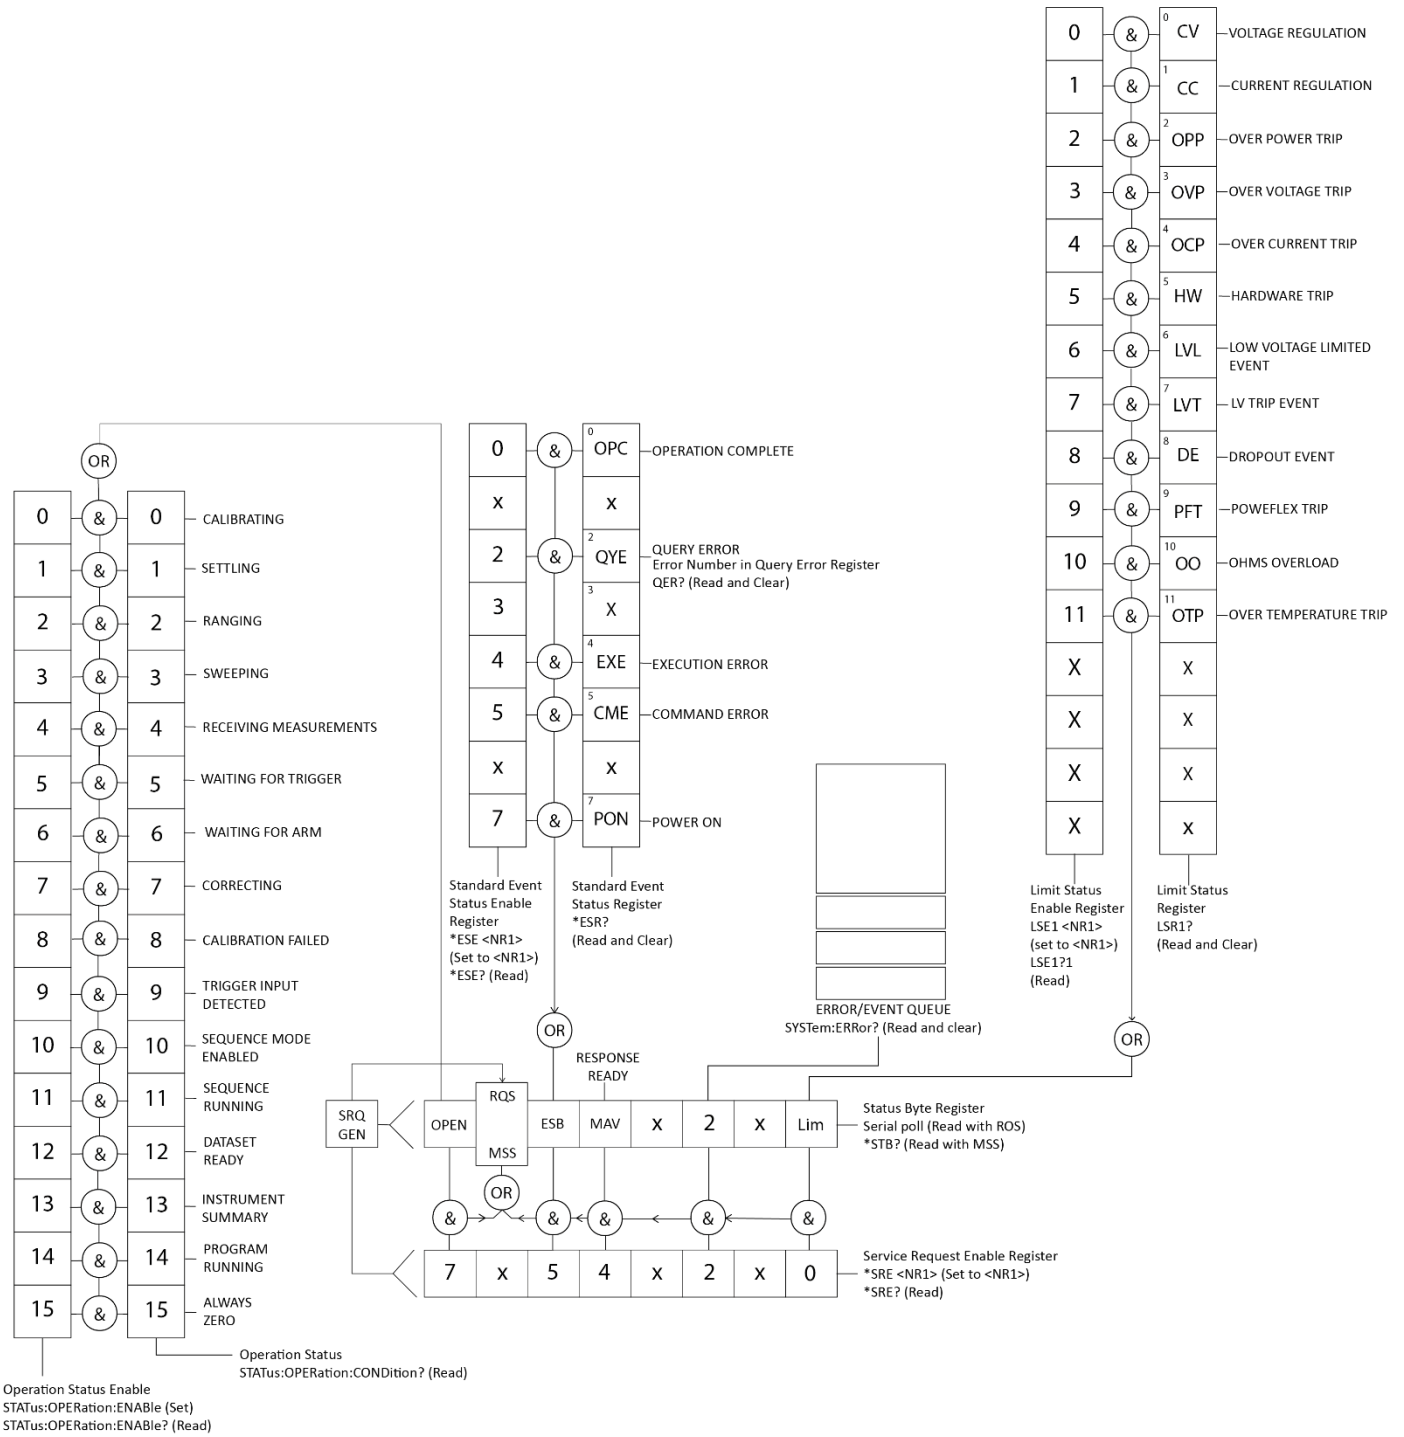 0 & 0 CV VOLTAGE REGULATION
1 & 1 CC CURRENT REGULATION
2 & 2 OPP OVER POWER TRIP
3 & 3 OVP OVER VOLTAGE TRIP
4 & 4 OCP OVER CURRENT TRIP
5 & 5 HW HARDWARE TRIP
6 & 6 LVL LOW VOLTAGE LIMITED
EVENT
7 & 7 LVT LV TRIP EVENT
8 & 8 DE DROPOUT EVENT
9 & 9 PFT POWEFLEX TRIP
10 & 10 OO OHMS OVERLOAD
11 & 11 OTP OVER TEMPERATURE TRIP
X X
X X
X X
X x
Limit Status
Enable Register
LSE1 <NR1>
(set to <NR1>)
LSE1?1
(Read)
Limit Status
Register
LSR1?
(Read and Clear)
OR
OR
0 & 0 CALIBRATING
1 & 1 SETTLING
2 & 2 RANGING
3 & 3 SWEEPING
4 & 4 RECEIVING MEASUREMENTS
5 & 5 WAITING FOR TRIGGER
6 & 6 WAITING FOR ARM
7 & 7 CORRECTING
8 & 8 CALIBRATION FAILED
9 & 9 TRIGGER INPUT
DETECTED
10 & 10 SEQUENCE MODE
ENABLED
11 & 11 SEQUENCE
RUNNING
12 & 12 DATASET
READY
13 & 13 INSTRUMENT
SUMMARY
14 & 14 PROGRAM
RUNNING
15 & 15 ALWAYS
ZERO
Operation Status
STATus:OPERation:CONDition? (Read)
Operation Status Enable
STATus:OPERation:ENABle (Set)
STATus:OPERation:ENABle? (Read)
0 & 0 OPC OPERATION COMPLETE
x x
2 & 2 QYE QUERY ERROR
Error Number in Query Error Register
QER? (Read and Clear)
3 3 X
4 & 4 EXE EXECUTION ERROR
5 & 5 CME COMMAND ERROR
x x
7 & 7 PON POWER ON
Standard Event
Status Enable
Register
*ESE <NR1>
(Set to <NR1>)
*ESE? (Read)
Standard Event
Status Register
*ESR?
(Read and Clear)
OR
ERROR/EVENT QUEUE
SYSTem:ERRor? (Read and clear)
RESPONSE
READY
SRQ
GEN
OPEN RQS MSS ESB MAV x 2 x Lim
Status Byte Register
Serial poll (Read with ROS)
*STB? (Read with MSS)
OR
& & & & &
7 x 5 4 x 2 x 0
Service Request Enable Register
*SRE <NR1> (Set to <NR1>)
*SRE? (Read)